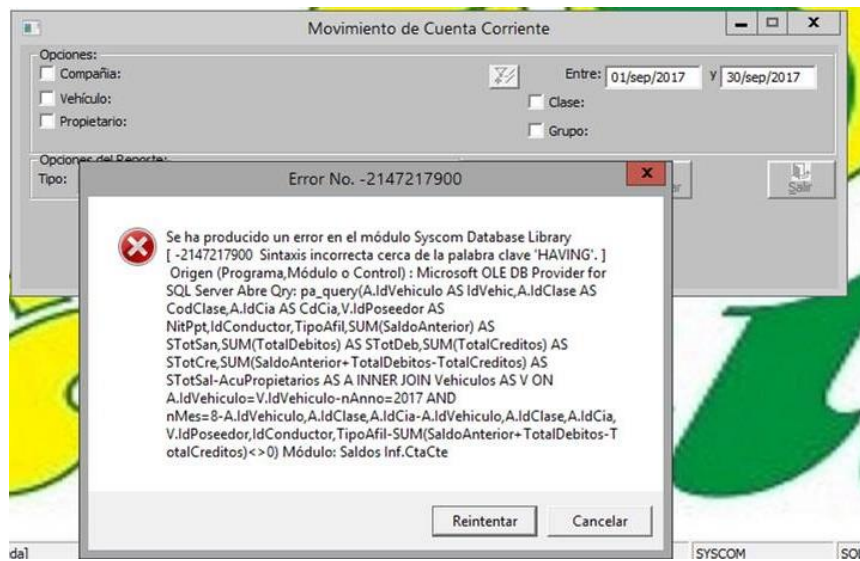 Movimiento de Cuenta Corriente
Opciones:
Compañia:
Entre: 01/sep/2017 y 30/sep/2017
Vehículo:
Clase:
Propietario:
Grupo:
Opciones del Reporte:
Tipo:
Salir
Error No. -2147217900
Se ha producido un error en el módulo Syscom Database Library
[ -2147217900 Sintaxis incorrecta cerca de la palabra clave 'HAVING'. ]
Origen (Programa,Módulo o Control) : Microsoft OLE DB Provider for
SQL Server Abre Qry: pa_query(A.IdVehiculo AS IdVehic,A.IdClase AS
CodClase,A.IdCia AS CdCia,V.IdPoseedor AS
NitPpt,IdConductor,TipoAfil,SUM(SaldoAnterior) AS
STotSan,SUM(TotalDebitos) AS STotDeb,SUM(TotalCreditos) AS
STotCre,SUM(SaldoAnterior+TotalDebitos-TotalCreditos) AS
STotSal-AcuPropietarios AS A INNER JOIN Vehiculos AS V ON
A.IdVehiculo=V.IdVehiculo-nAnno=2017 AND
nMes=8-A.IdVehiculo,A.IdClase,A.IdCia-A.IdVehiculo,A.IdClase,A.IdCia,
V.IdPoseedor,IdConductor,TipoAfil-SUM(SaldoAnterior+TotalDebitos-T
otalCreditos)<>0) Módulo: Saldos Inf.CtaCte
Reintentar
Cancelar
SYSCOM